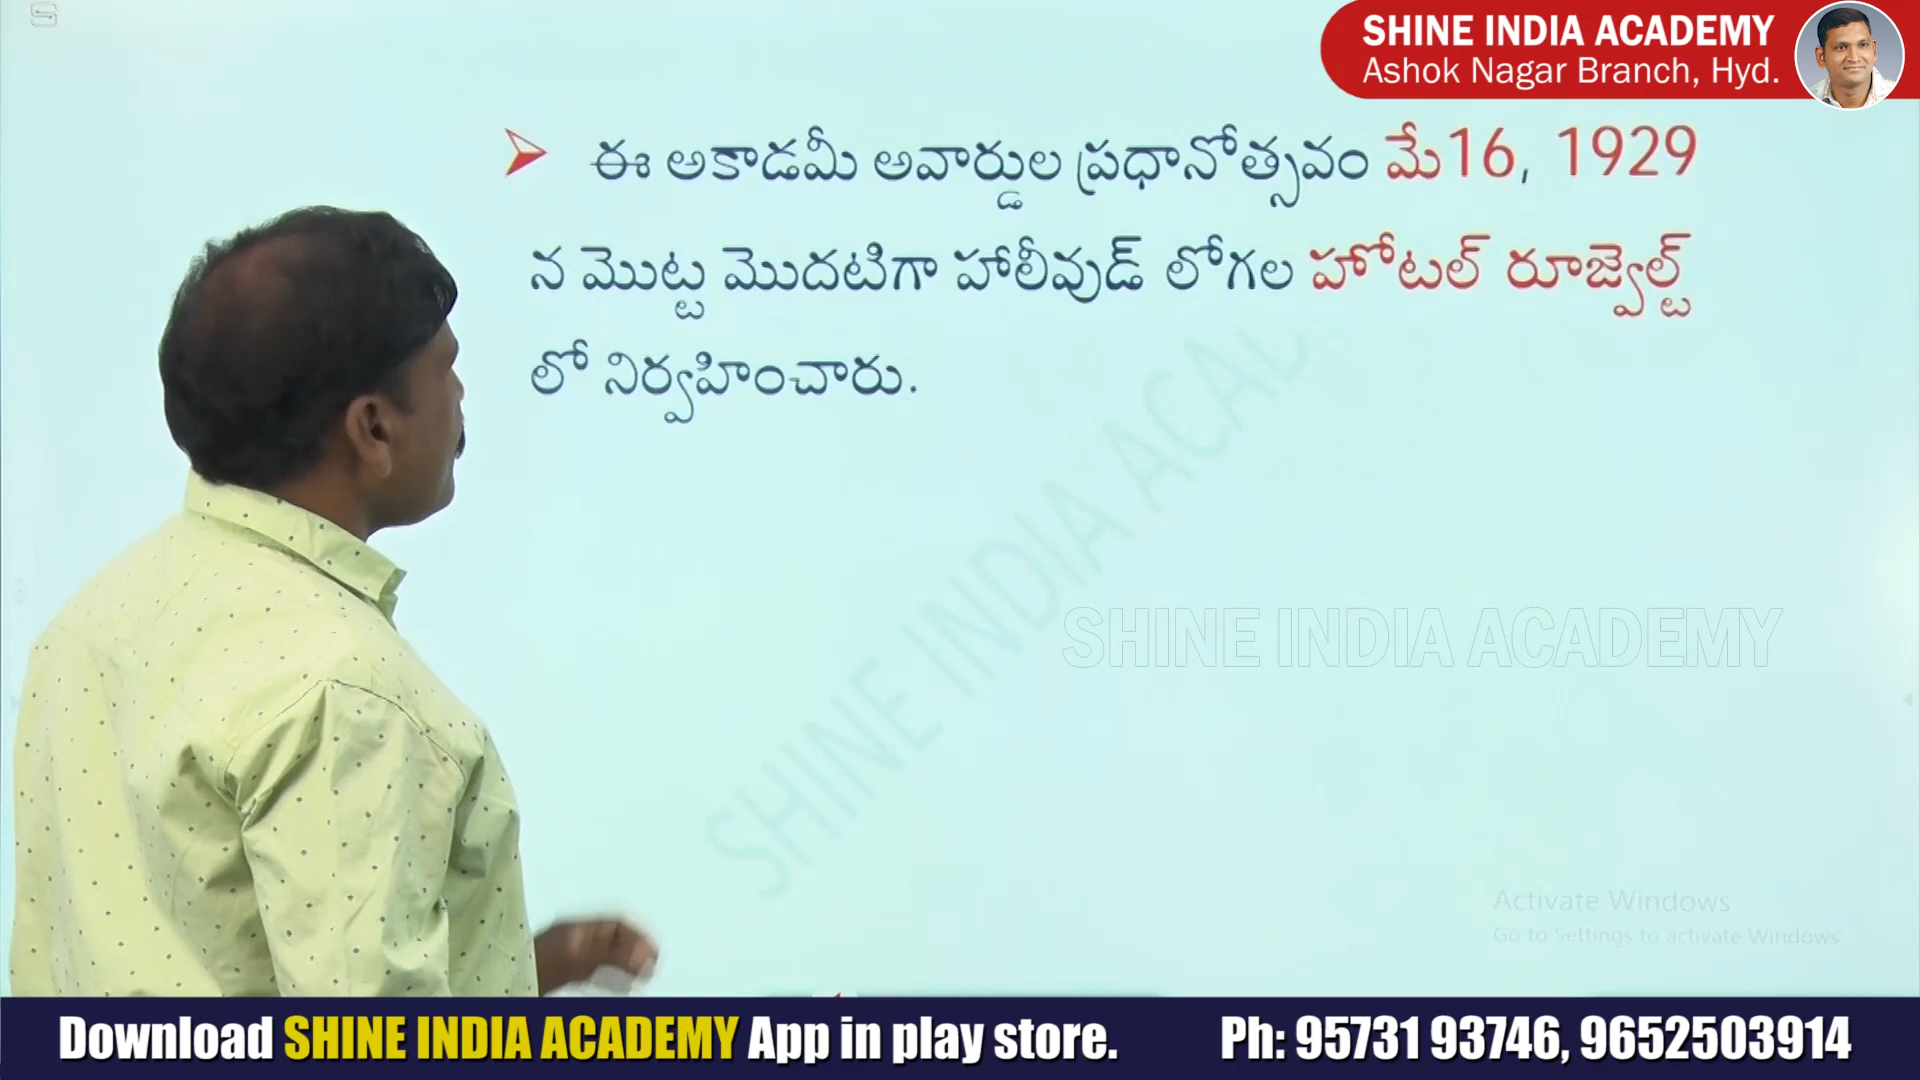 SHINE INDIA ACADEMY
Ashok Nagar Branch, Hyd.
➢ ఈ అకాడమీ అవార్డుల ప్రధానోత్సవం మే16, 1929
న మొట్ట మొదటిగా హాలీవుడ్ లోగల హోటల్ రూజ్వెల్ట్
లో నిర్వహించారు.
SHINE INDIA ACAD
SHINE INDIA ACADEMY
Activate Windows
Go to Settings to activate Windows.
Download SHINE INDIA ACADEMY App in play store.
Ph: 95731 93746, 9652503914